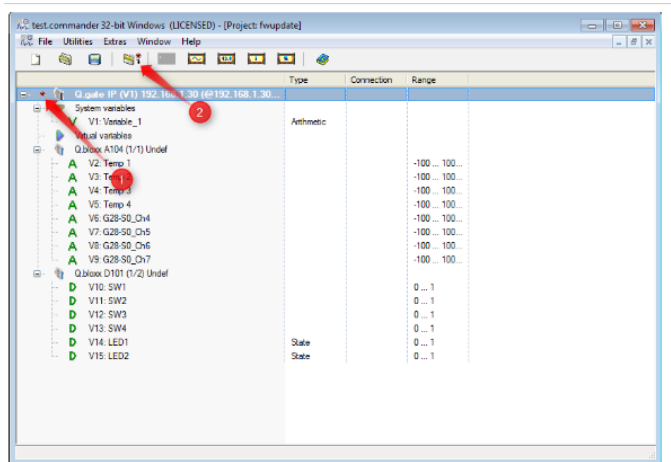 test.commander 32-bit Windows (LICENSED) - [Project: fwupdate]
File Utilities Extras Window Help
Type Connection Range
Q.gate IP (V1) 192.168.1.30 (@192.168.1.30...
2
System variables
V1: Variable_1 Arithmetic
Virtual variables
Q.bloxx A104 (1/1) Undef
A V2: Temp 1 -100 ... 100...
1
A V3: Temp 2 -100 ... 100...
A V4: Temp 3 -100 ... 100...
A V5: Temp 4 -100 ... 100...
A V6: G28-S0_Ch4 -100 ... 100...
A V7: G28-S0_Ch5 -100 ... 100...
A V8: G28-S0_Ch6 -100 ... 100...
A V9: G28-S0_Ch7 -100 ... 100...
Q.bloxx D101 (1/2) Undef
D V10: SW1 0 ... 1
D V11: SW2 0 ... 1
D V12: SW3 0 ... 1
D V13: SW4 0 ... 1
D V14: LED1 State 0 ... 1
D V15: LED2 State 0 ... 1